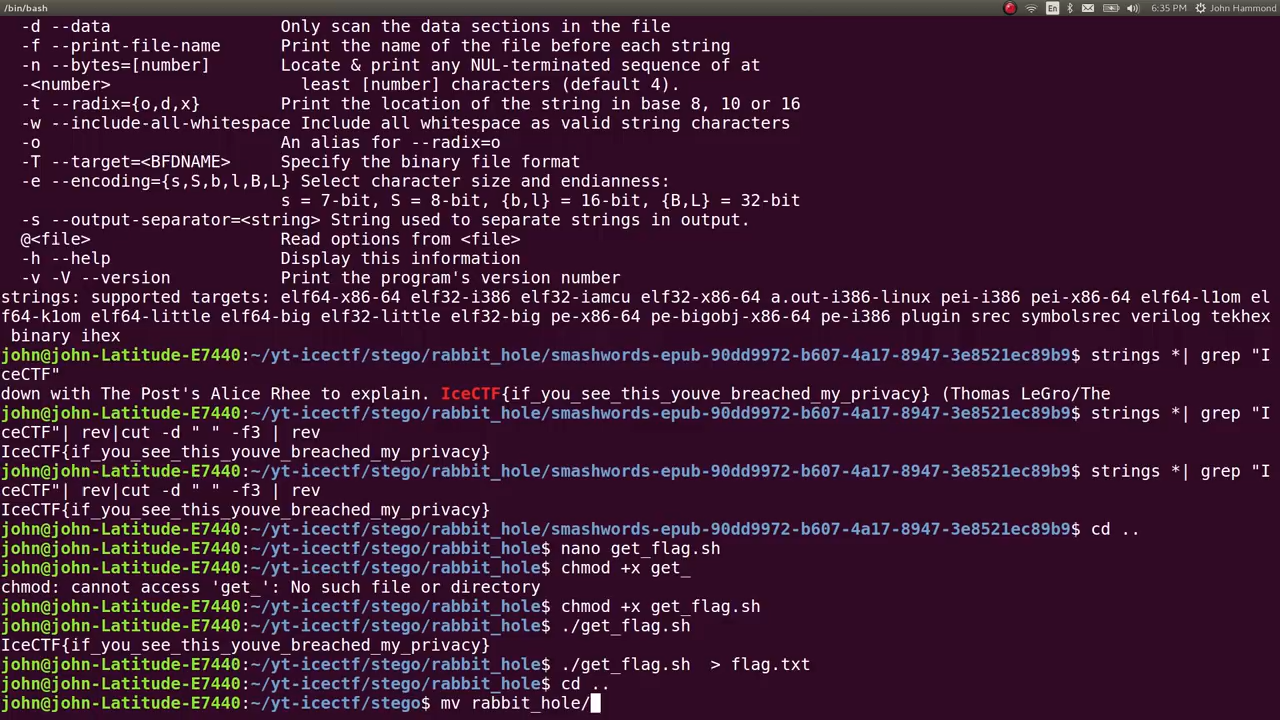 /bin/bash
En
6:35 PM
John Hammond
-d --data Only scan the data sections in the file
-f --print-file-name Print the name of the file before each string
-n --bytes=[number] Locate & print any NUL-terminated sequence of at
-<number> least [number] characters (default 4).
-t --radix={o,d,x} Print the location of the string in base 8, 10 or 16
-w --include-all-whitespace Include all whitespace as valid string characters
-o An alias for --radix=o
-T --target=<BFDNAME> Specify the binary file format
-e --encoding={s,S,b,l,B,L} Select character size and endianness:
s = 7-bit, S = 8-bit, {b,l} = 16-bit, {B,L} = 32-bit
-s --output-separator=<string> String used to separate strings in output.
@<file> Read options from <file>
-h --help Display this information
-v -V --version Print the program's version number
strings: supported targets: elf64-x86-64 elf32-i386 elf32-iamcu elf32-x86-64 a.out-i386-linux pei-i386 pei-x86-64 elf64-l1om el
f64-k1om elf64-little elf64-big elf32-little elf32-big pe-x86-64 pe-bigobj-x86-64 pe-i386 plugin srec symbolsrec verilog tekhex
binary ihex
john@john-Latitude-E7440:~/yt-icectf/stego/rabbit_hole/smashwords-epub-90dd9972-b607-4a17-8947-3e8521ec89b9$ strings *| grep "I
ceCTF"
down with The Post's Alice Rhee to explain. IceCTF{if_you_see_this_youve_breached_my_privacy} (Thomas LeGro/The
john@john-Latitude-E7440:~/yt-icectf/stego/rabbit_hole/smashwords-epub-90dd9972-b607-4a17-8947-3e8521ec89b9$ strings *| grep "I
ceCTF"| rev|cut -d " " -f3 | rev
IceCTF{if_you_see_this_youve_breached_my_privacy}
john@john-Latitude-E7440:~/yt-icectf/stego/rabbit_hole/smashwords-epub-90dd9972-b607-4a17-8947-3e8521ec89b9$ strings *| grep "I
ceCTF"| rev|cut -d " " -f3 | rev
IceCTF{if_you_see_this_youve_breached_my_privacy}
john@john-Latitude-E7440:~/yt-icectf/stego/rabbit_hole/smashwords-epub-90dd9972-b607-4a17-8947-3e8521ec89b9$ cd ..
john@john-Latitude-E7440:~/yt-icectf/stego/rabbit_hole$ nano get_flag.sh
john@john-Latitude-E7440:~/yt-icectf/stego/rabbit_hole$ chmod +x get_
chmod: cannot access 'get_': No such file or directory
john@john-Latitude-E7440:~/yt-icectf/stego/rabbit_hole$ chmod +x get_flag.sh
john@john-Latitude-E7440:~/yt-icectf/stego/rabbit_hole$ ./get_flag.sh
IceCTF{if_you_see_this_youve_breached_my_privacy}
john@john-Latitude-E7440:~/yt-icectf/stego/rabbit_hole$ ./get_flag.sh  > flag.txt
john@john-Latitude-E7440:~/yt-icectf/stego/rabbit_hole$ cd ..
john@john-Latitude-E7440:~/yt-icectf/stego$ mv rabbit_hole/